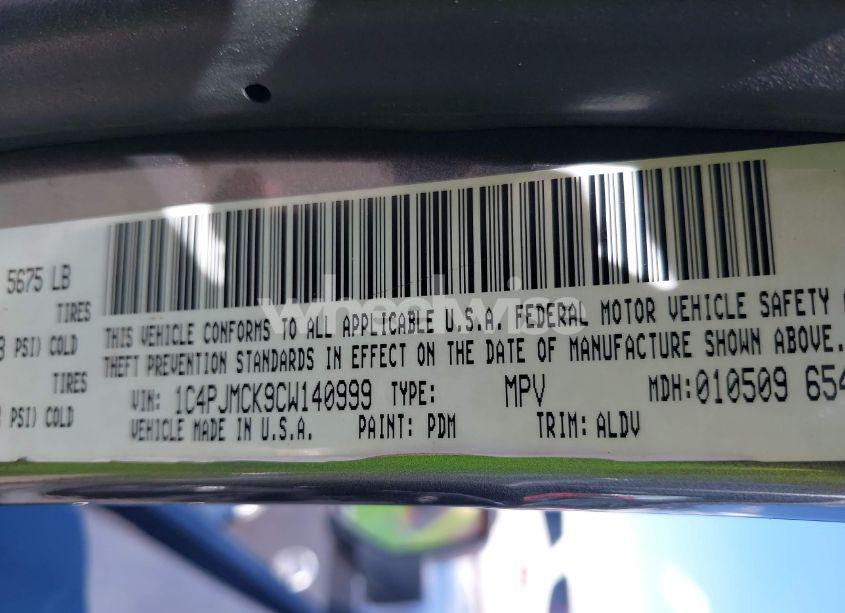 5675 LB
TIRES
PSI) COLD
TIRES
PSI) COLD
wheelwise
THIS VEHICLE CONFORMS TO ALL APPLICABLE U.S.A. FEDERAL MOTOR VEHICLE SAFETY
THEFT PREVENTION STANDARDS IN EFFECT ON THE DATE OF MANUFACTURE SHOWN ABOVE.
VIN: 1C4PJMCK9CW140999 TYPE: MPV MDH: 010509 654
VEHICLE MADE IN U.S.A. PAINT: PDM TRIM: ALDV